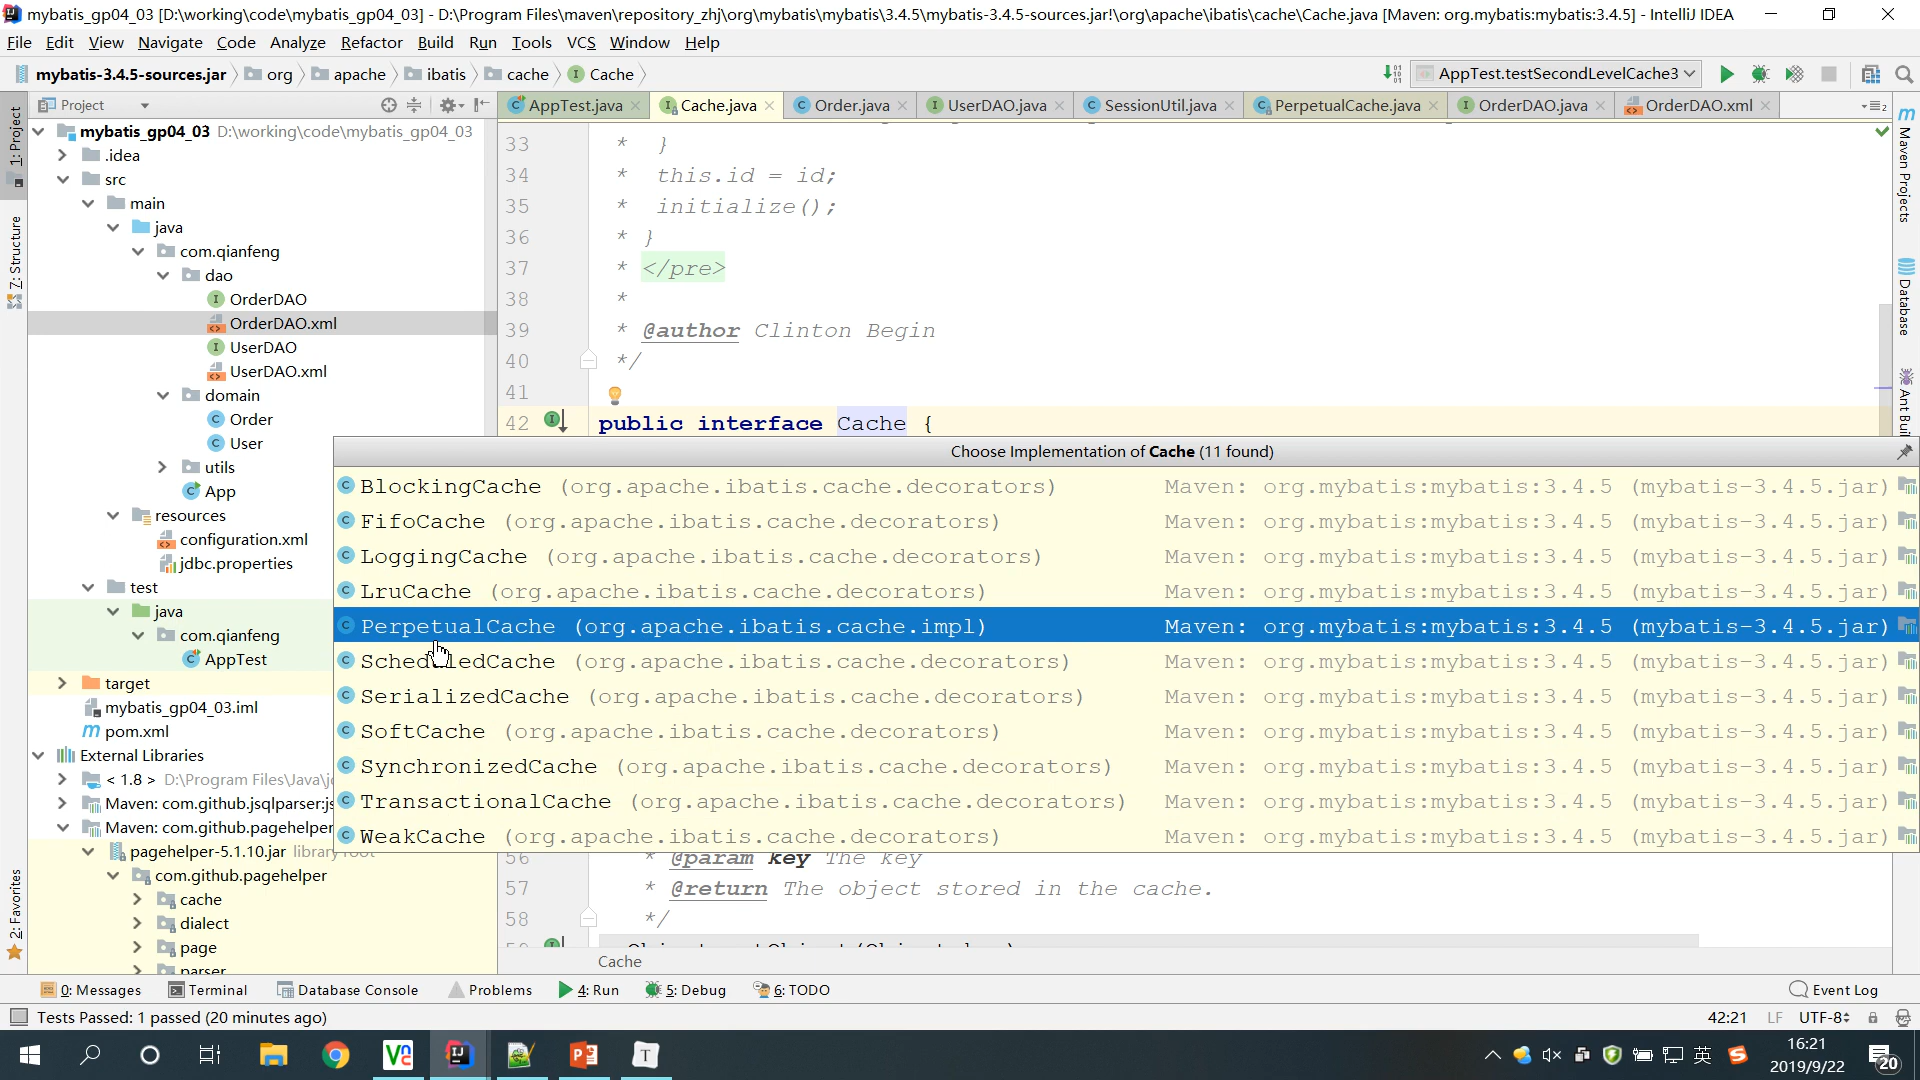 mybatis_gp04_03 [D:\working\code\mybatis_gp04_03] - D:\Program Files\maven\repository_zhj\org\mybatis\mybatis\3.4.5\mybatis-3.4.5-sources.jar!\org\apache\ibatis\cache\Cache.java [Maven: org.mybatis:mybatis:3.4.5] - IntelliJ IDEA
File Edit View Navigate Code Analyze Refactor Build Run Tools VCS Window Help
mybatis-3.4.5-sources.jar org apache ibatis cache Cache AppTest.testSecondLevelCache3
Project AppTest.java Cache.java Order.java UserDAO.java SessionUtil.java PerpetualCache.java OrderDAO.java OrderDAO.xml
1: Project
Z: Structure
2: Favorites
Maven Projects
Database
Ant Buil
mybatis_gp04_03 D:\working\code\mybatis_gp04_03
.idea
src
main
java
com.qianfeng
dao
OrderDAO
OrderDAO.xml
UserDAO
UserDAO.xml
domain
Order
User
utils
App
resources
configuration.xml
jdbc.properties
test
java
com.qianfeng
AppTest
target
mybatis_gp04_03.iml
pom.xml
External Libraries
< 1.8 > D:\Program Files\Java\j
Maven: com.github.jsqlparser:js
Maven: com.github.pagehelper
pagehelper-5.1.10.jar library root
com.github.pagehelper
cache
dialect
page
parser
33 * }
34 * this.id = id;
35 * initialize();
36 * }
37 * </pre>
38 *
39 * @author Clinton Begin
40 */
41
42 public interface Cache {
Choose Implementation of Cache (11 found)
BlockingCache (org.apache.ibatis.cache.decorators) Maven: org.mybatis:mybatis:3.4.5 (mybatis-3.4.5.jar)
FifoCache (org.apache.ibatis.cache.decorators) Maven: org.mybatis:mybatis:3.4.5 (mybatis-3.4.5.jar)
LoggingCache (org.apache.ibatis.cache.decorators) Maven: org.mybatis:mybatis:3.4.5 (mybatis-3.4.5.jar)
LruCache (org.apache.ibatis.cache.decorators) Maven: org.mybatis:mybatis:3.4.5 (mybatis-3.4.5.jar)
PerpetualCache (org.apache.ibatis.cache.impl) Maven: org.mybatis:mybatis:3.4.5 (mybatis-3.4.5.jar)
ScheduledCache (org.apache.ibatis.cache.decorators) Maven: org.mybatis:mybatis:3.4.5 (mybatis-3.4.5.jar)
SerializedCache (org.apache.ibatis.cache.decorators) Maven: org.mybatis:mybatis:3.4.5 (mybatis-3.4.5.jar)
SoftCache (org.apache.ibatis.cache.decorators) Maven: org.mybatis:mybatis:3.4.5 (mybatis-3.4.5.jar)
SynchronizedCache (org.apache.ibatis.cache.decorators) Maven: org.mybatis:mybatis:3.4.5 (mybatis-3.4.5.jar)
TransactionalCache (org.apache.ibatis.cache.decorators) Maven: org.mybatis:mybatis:3.4.5 (mybatis-3.4.5.jar)
WeakCache (org.apache.ibatis.cache.decorators) Maven: org.mybatis:mybatis:3.4.5 (mybatis-3.4.5.jar)
56 * @param key The key
57 * @return The object stored in the cache.
58 */
Cache
0: Messages Terminal Database Console Problems 4: Run 5: Debug 6: TODO Event Log
Tests Passed: 1 passed (20 minutes ago) 42:21 LF UTF-8
英 16:21
2019/9/22
20